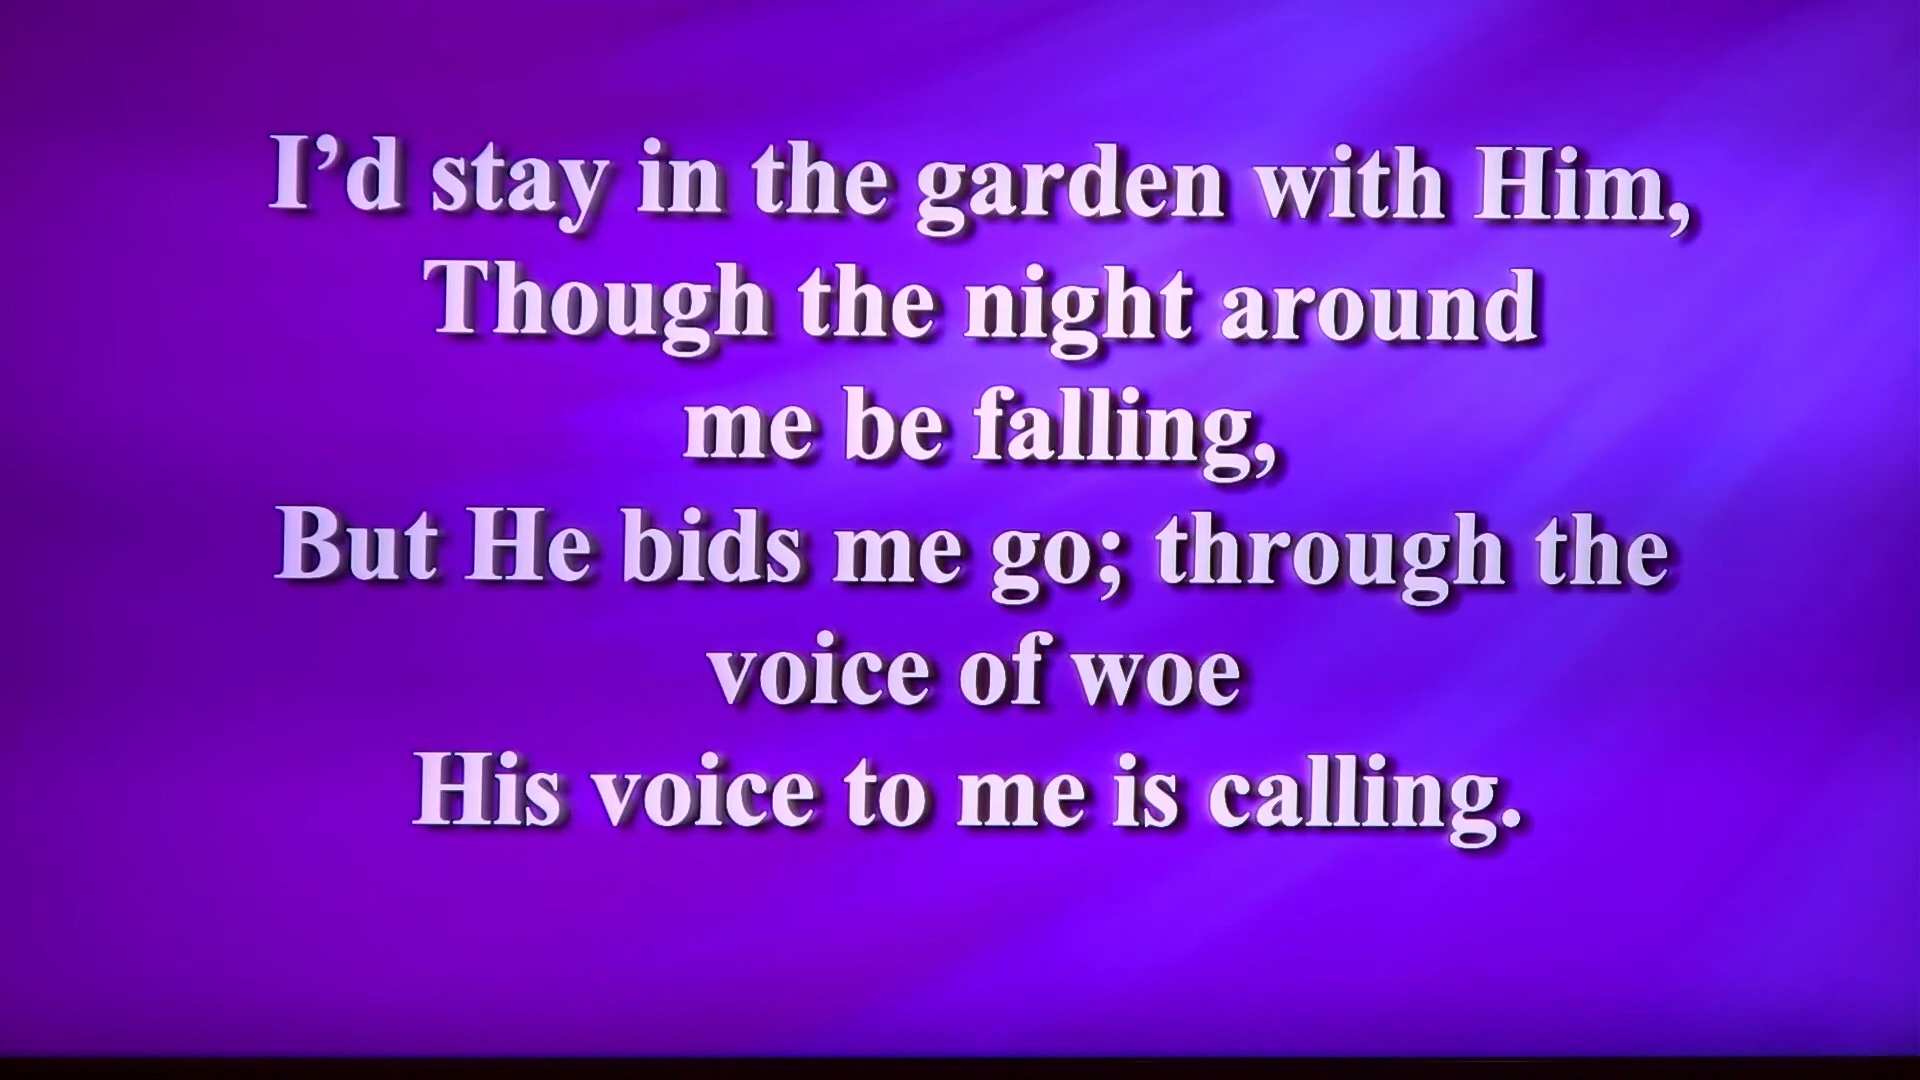 I’d stay in the garden with Him,
Though the night around
me be falling,
But He bids me go; through the
voice of woe
His voice to me is calling.